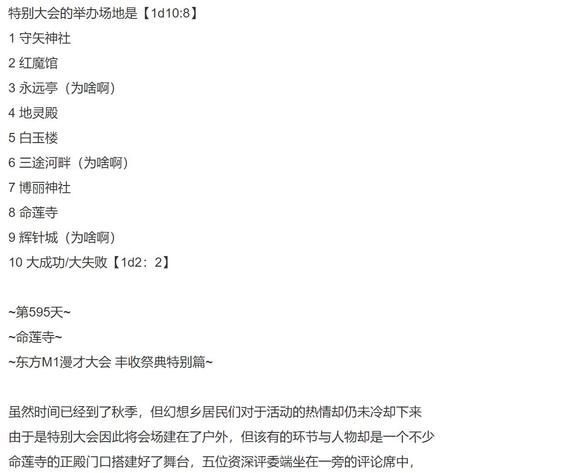 特别大会的举办场地是【1d10:8】
1 守矢神社
2 红魔馆
3 永远亭（为啥啊）
4 地灵殿
5 白玉楼
6 三途河畔（为啥啊）
7 博丽神社
8 命莲寺
9 辉针城（为啥啊）
10 大成功/大失败【1d2：2】
~第595天~
~命莲寺~
~东方M1漫才大会 丰收祭典特别篇~
虽然时间已经到了秋季，但幻想乡居民们对于活动的热情却仍未冷却下来
由于是特别大会因此将会场建在了户外，但该有的环节与人物却是一个不少
命莲寺的正殿门口搭建好了舞台，五位资深评委端坐在一旁的评论席中，